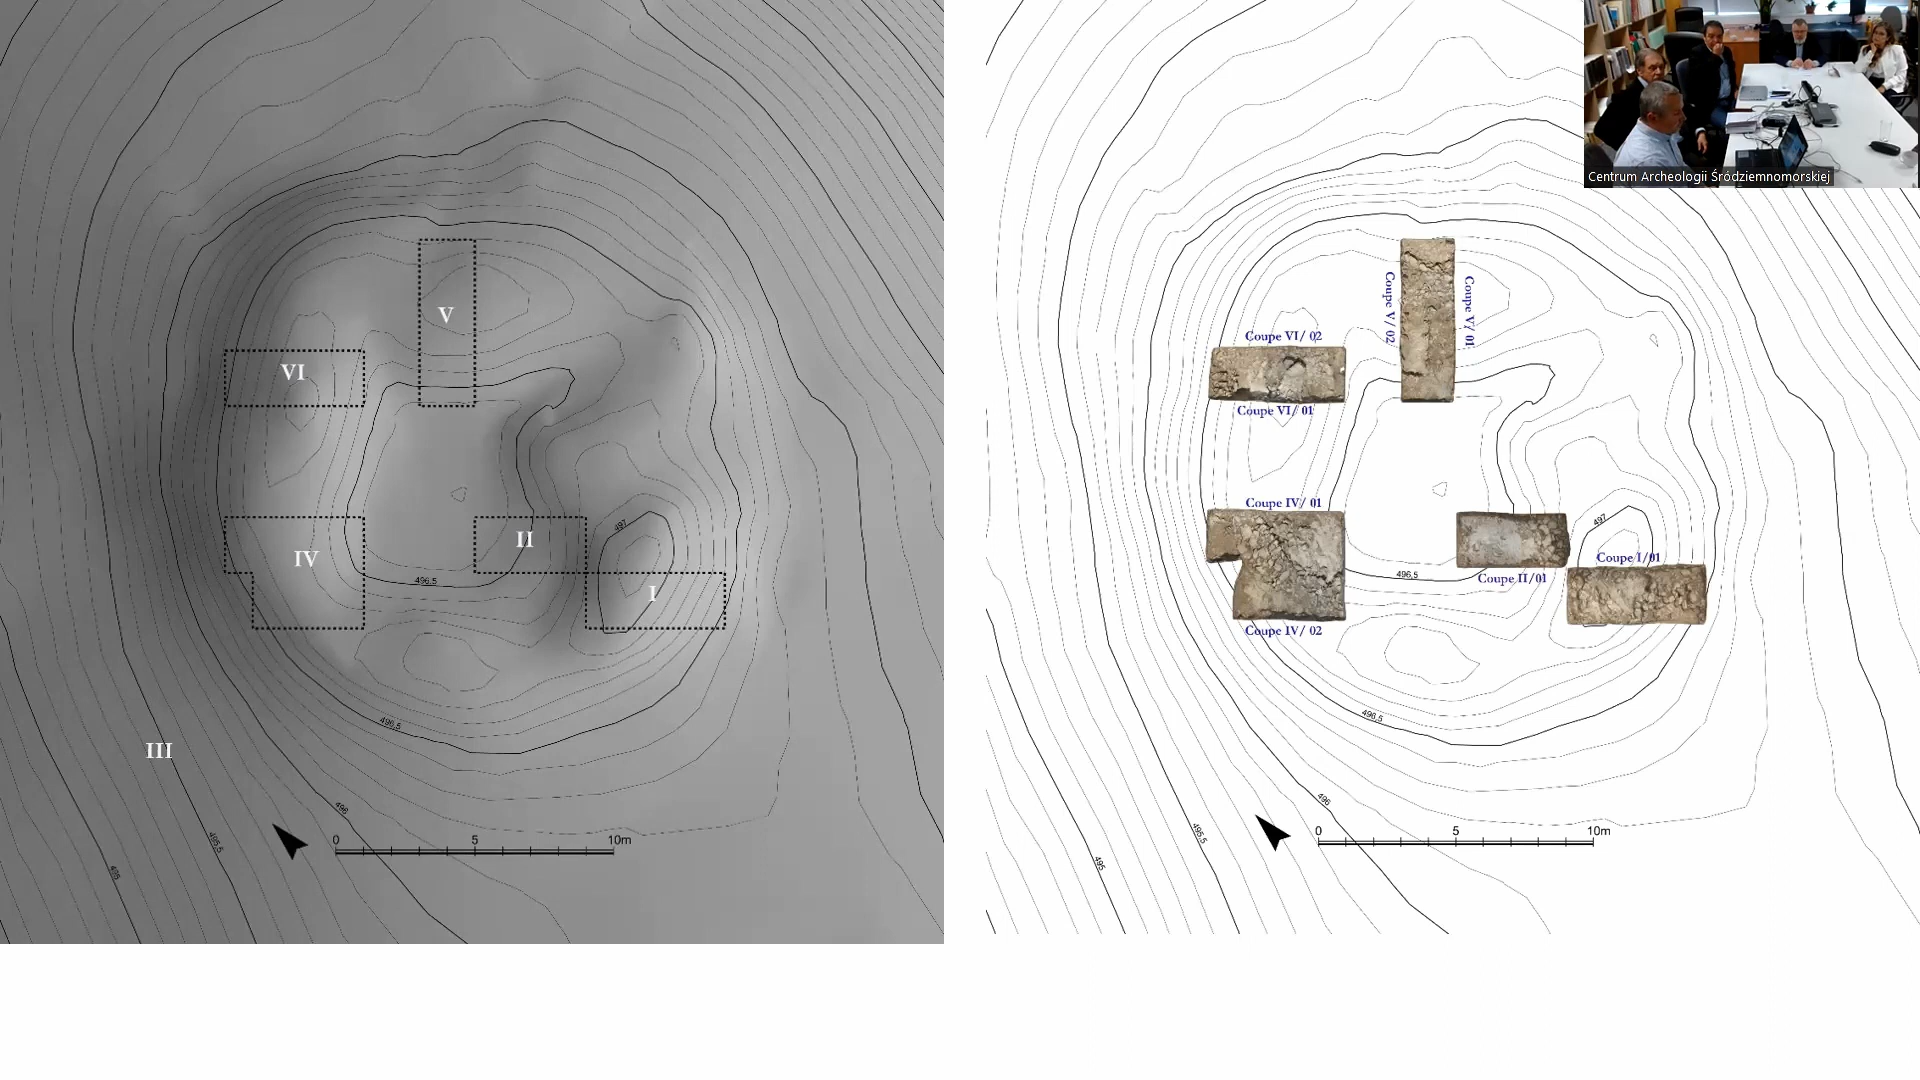 V
VI
497
II
IV
496.5
I
496.5
III
496
495.5
495
0 5 10m
Centrum Archeologii Śródziemnomorskiej
Coupe V/ 02
Coupe V/ 01
Coupe VI/ 02
Coupe VI/ 01
Coupe IV/ 01
497
Coupe I/01
496,5
Coupe II/01
Coupe IV/ 02
496,5
496
495,5
495
0 5 10m